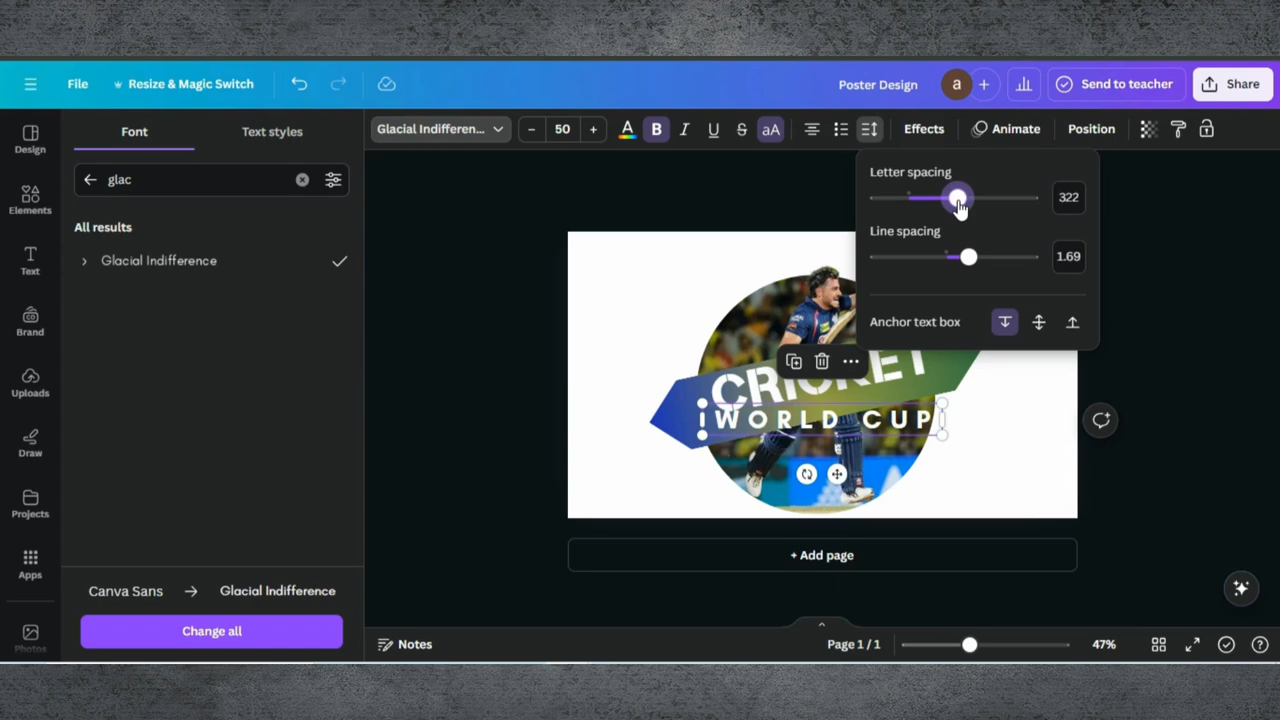 File
Resize & Magic Switch
Poster Design
a
+
Send to teacher
Share
Design
Elements
Text
Brand
Uploads
Draw
Projects
Apps
Photos
Font
Text styles
glac
All results
Glacial Indifference
Canva Sans → Glacial Indifference
Change all
Glacial Indifferen...
– 50 +
A B I U S aA
Effects
Animate
Position
Letter spacing
322
Line spacing
1.69
Anchor text box
CRICKET
WORLD CUP
+ Add page
Notes
Page 1 / 1
47%